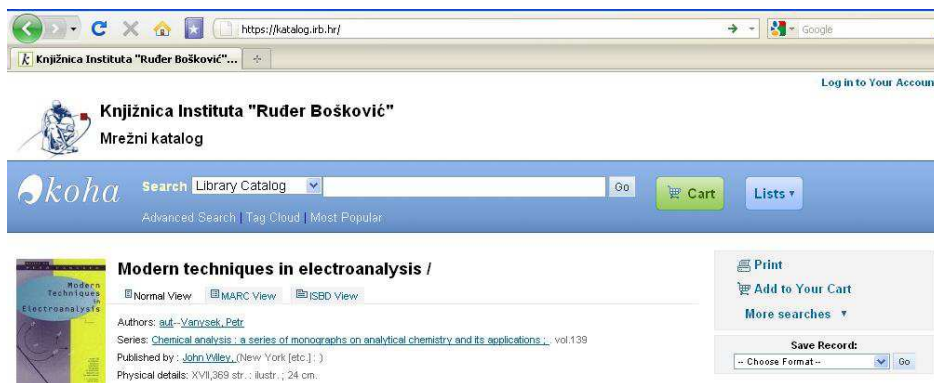 https://katalog.irb.hr/
Google
k Knjižnica Instituta "Ruđer Bošković"...
Log in to Your Accoun
Knjižnica Instituta "Ruđer Bošković"
Mrežni katalog
koha Search Library Catalog Go Cart Lists
Advanced Search | Tag Cloud | Most Popular
Modern
Techniques
in
Electroanalysis
Modern techniques in electroanalysis /
Normal View MARC View ISBD View
Authors: aut--Vanysek, Petr
Series: Chemical analysis : a series of monographs on analytical chemistry and its applications ; vol.139
Published by : John Wiley, (New York [etc.] : )
Physical details: XVII,369 str. : ilustr. ; 24 cm.
Print
Add to Your Cart
More searches
Save Record:
-- Choose Format -- Go